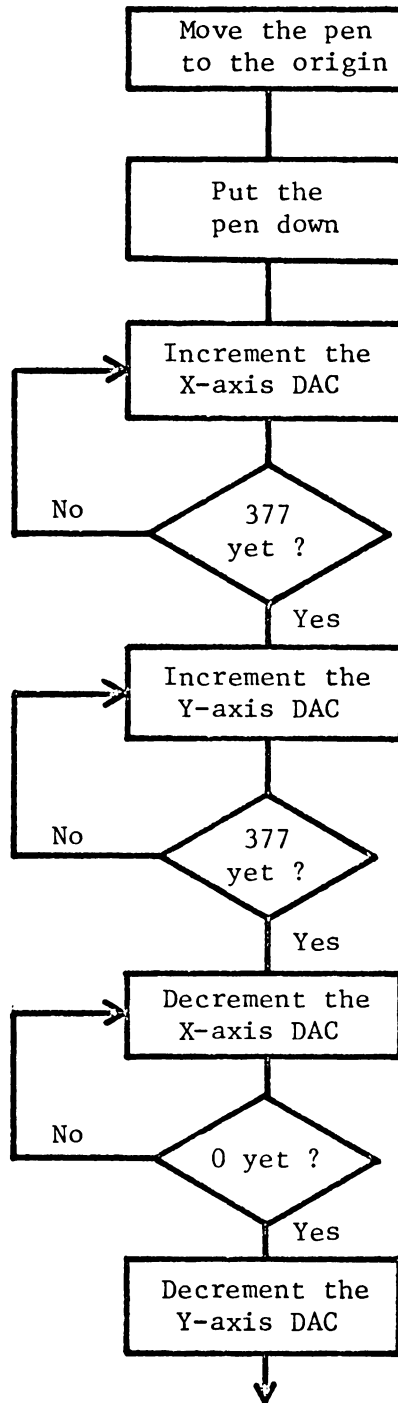 Move the pen
to the origin
Put the
pen down
Increment the
X-axis DAC
No
377
yet ?
Yes
Increment the
Y-axis DAC
No
377
yet ?
Yes
Decrement the
X-axis DAC
No
0 yet ?
Yes
Decrement the
Y-axis DAC